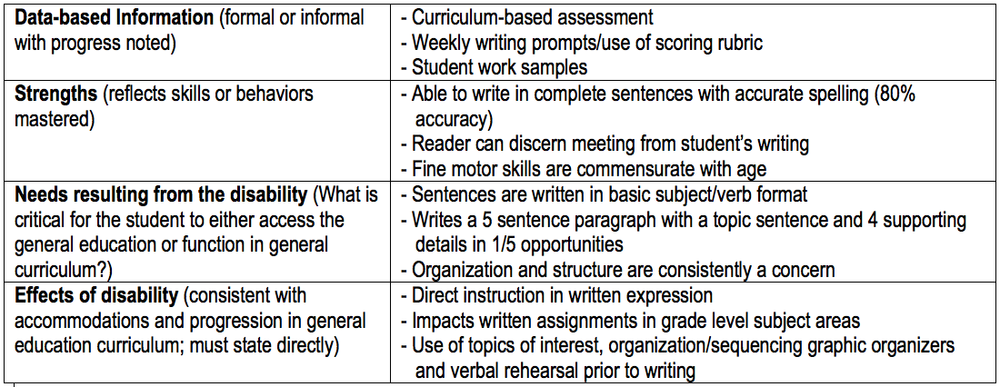 Data-based Information (formal or informal
with progress noted)
- Curriculum-based assessment
- Weekly writing prompts/use of scoring rubric
- Student work samples
Strengths (reflects skills or behaviors
mastered)
- Able to write in complete sentences with accurate spelling (80%
accuracy)
- Reader can discern meeting from student’s writing
- Fine motor skills are commensurate with age
Needs resulting from the disability (What is
critical for the student to either access the
general education or function in general
curriculum?)
- Sentences are written in basic subject/verb format
- Writes a 5 sentence paragraph with a topic sentence and 4 supporting
details in 1/5 opportunities
- Organization and structure are consistently a concern
Effects of disability (consistent with
accommodations and progression in general
education curriculum; must state directly)
- Direct instruction in written expression
- Impacts written assignments in grade level subject areas
- Use of topics of interest, organization/sequencing graphic organizers
and verbal rehearsal prior to writing